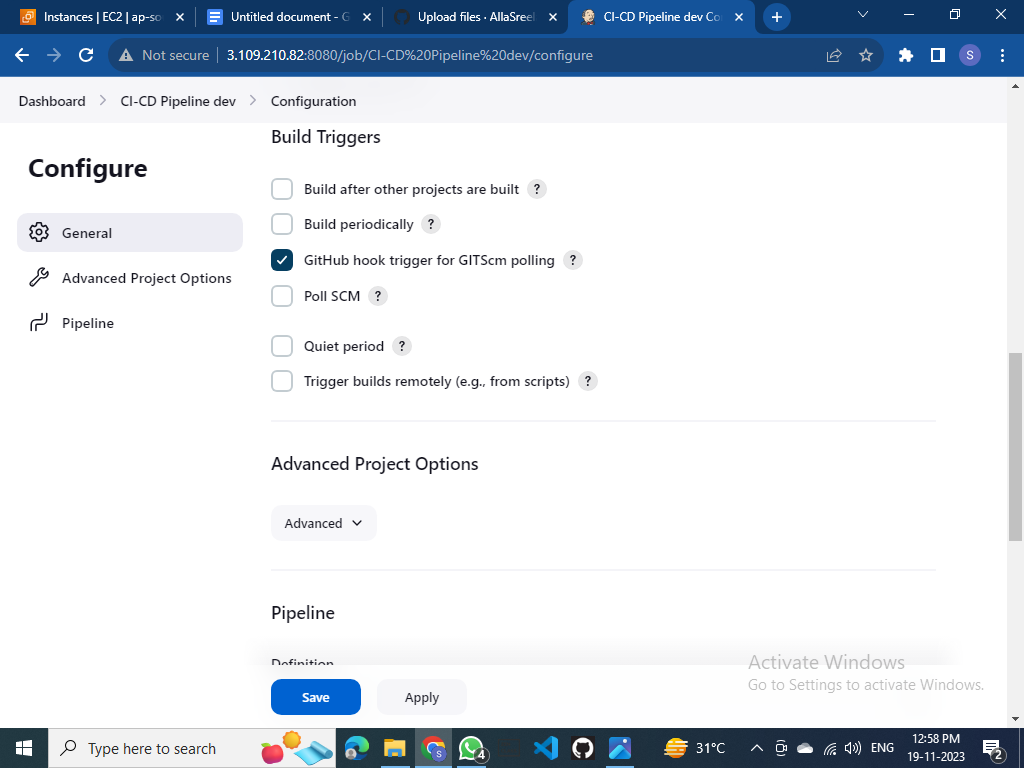 Instances | EC2 | ap-so
Untitled document - G
Upload files · AllaSreel
CI-CD Pipeline dev Co
Not secure
3.109.210.82:8080/job/CI-CD%20Pipeline%20dev/configure
S
Dashboard
CI-CD Pipeline dev
Configuration
Configure
General
Advanced Project Options
Pipeline
Build Triggers
Build after other projects are built ?
Build periodically ?
GitHub hook trigger for GITScm polling ?
Poll SCM ?
Quiet period ?
Trigger builds remotely (e.g., from scripts) ?
Advanced Project Options
Advanced
Pipeline
Definition
Save
Apply
Activate Windows
Go to Settings to activate Windows.
Type here to search
S
4
31°C
ENG
12:58 PM
19-11-2023
2